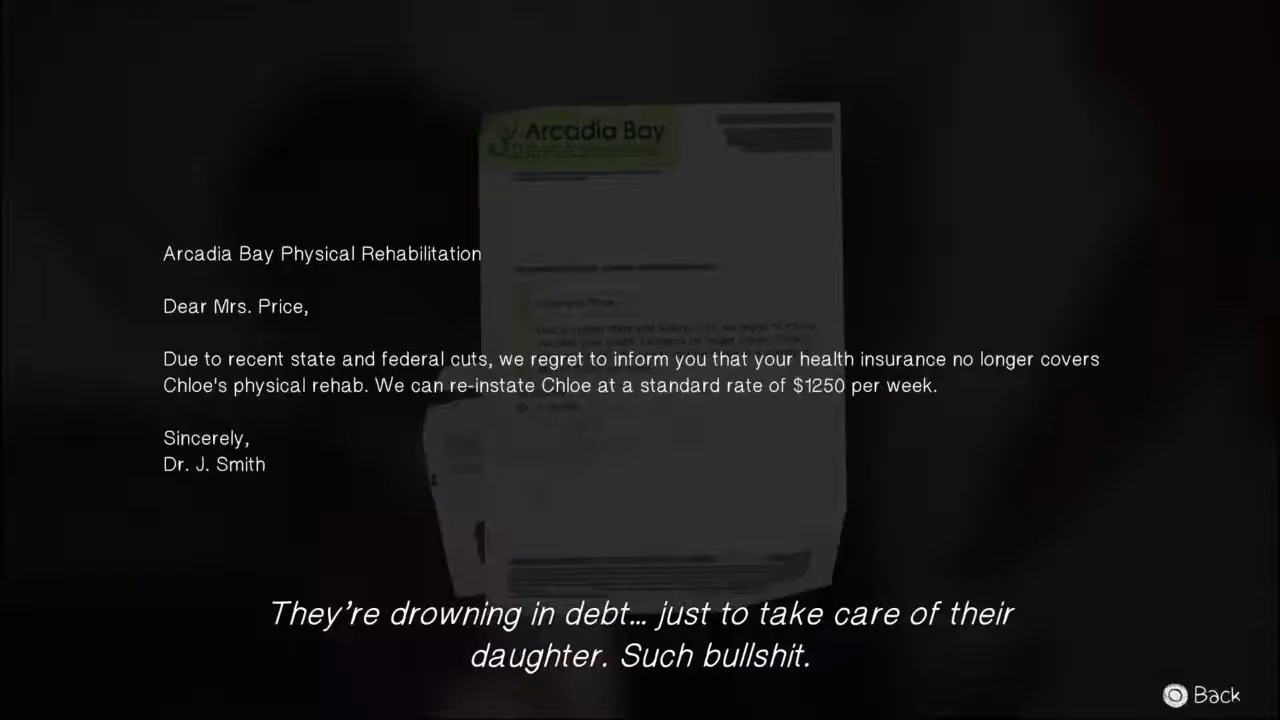 Arcadia Bay
Arcadia Bay Physical Rehabilitation
Dear Mrs. Price,
Due to recent state and federal cuts, we regret to inform you that your health insurance no longer covers
Chloe's physical rehab. We can re-instate Chloe at a standard rate of $1250 per week.
Sincerely,
Dr. J. Smith
They're drowning in debt... just to take care of their
daughter. Such bullshit.
Back